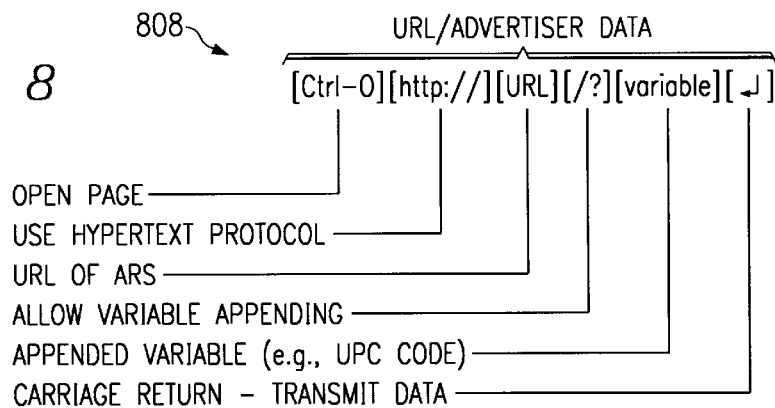 808
URL/ADVERTISER DATA
8
[Ctrl-O][http://][URL][/?][variable][↵]
OPEN PAGE
USE HYPERTEXT PROTOCOL
URL OF ARS
ALLOW VARIABLE APPENDING
APPENDED VARIABLE (e.g., UPC CODE)
CARRIAGE RETURN - TRANSMIT DATA